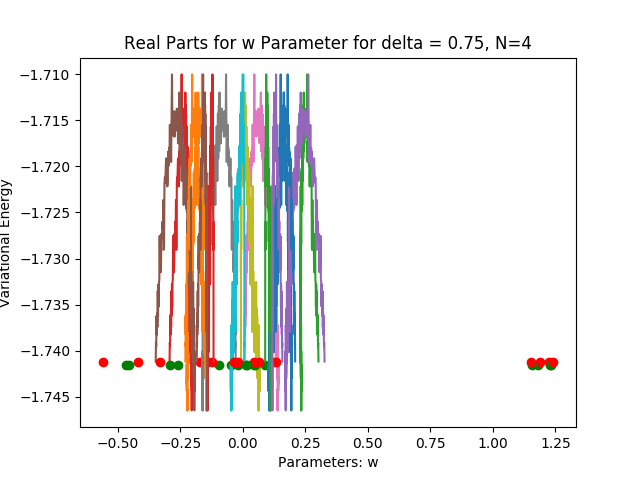 Real Parts for w Parameter for delta = 0.75, N=4
Variational Energy
−1.710
−1.715
−1.720
−1.725
−1.730
−1.735
−1.740
−1.745
−0.50 −0.25 0.00 0.25 0.50 0.75 1.00 1.25
Parameters: w